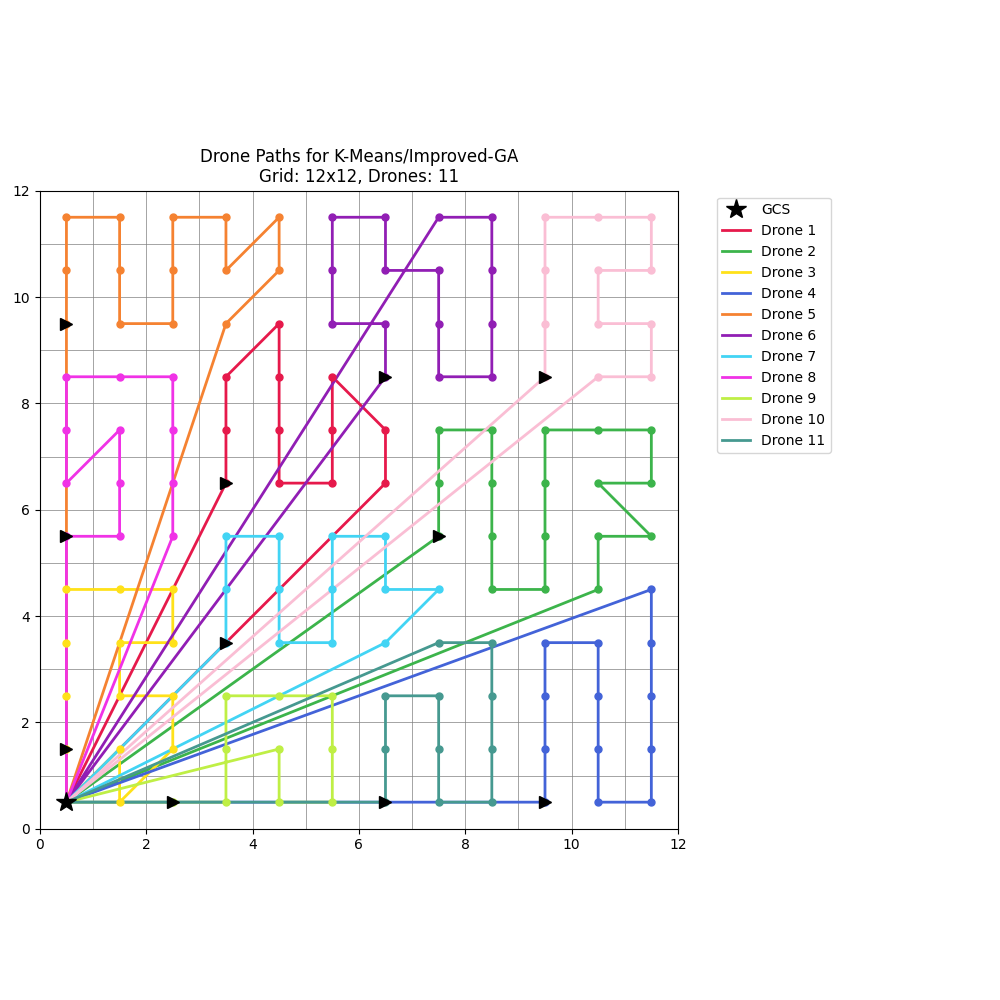 Drone Paths for K-Means/Improved-GA
Grid: 12x12, Drones: 11
12
10
8
6
4
2
0
0 2 4 6 8 10 12
GCS
Drone 1
Drone 2
Drone 3
Drone 4
Drone 5
Drone 6
Drone 7
Drone 8
Drone 9
Drone 10
Drone 11